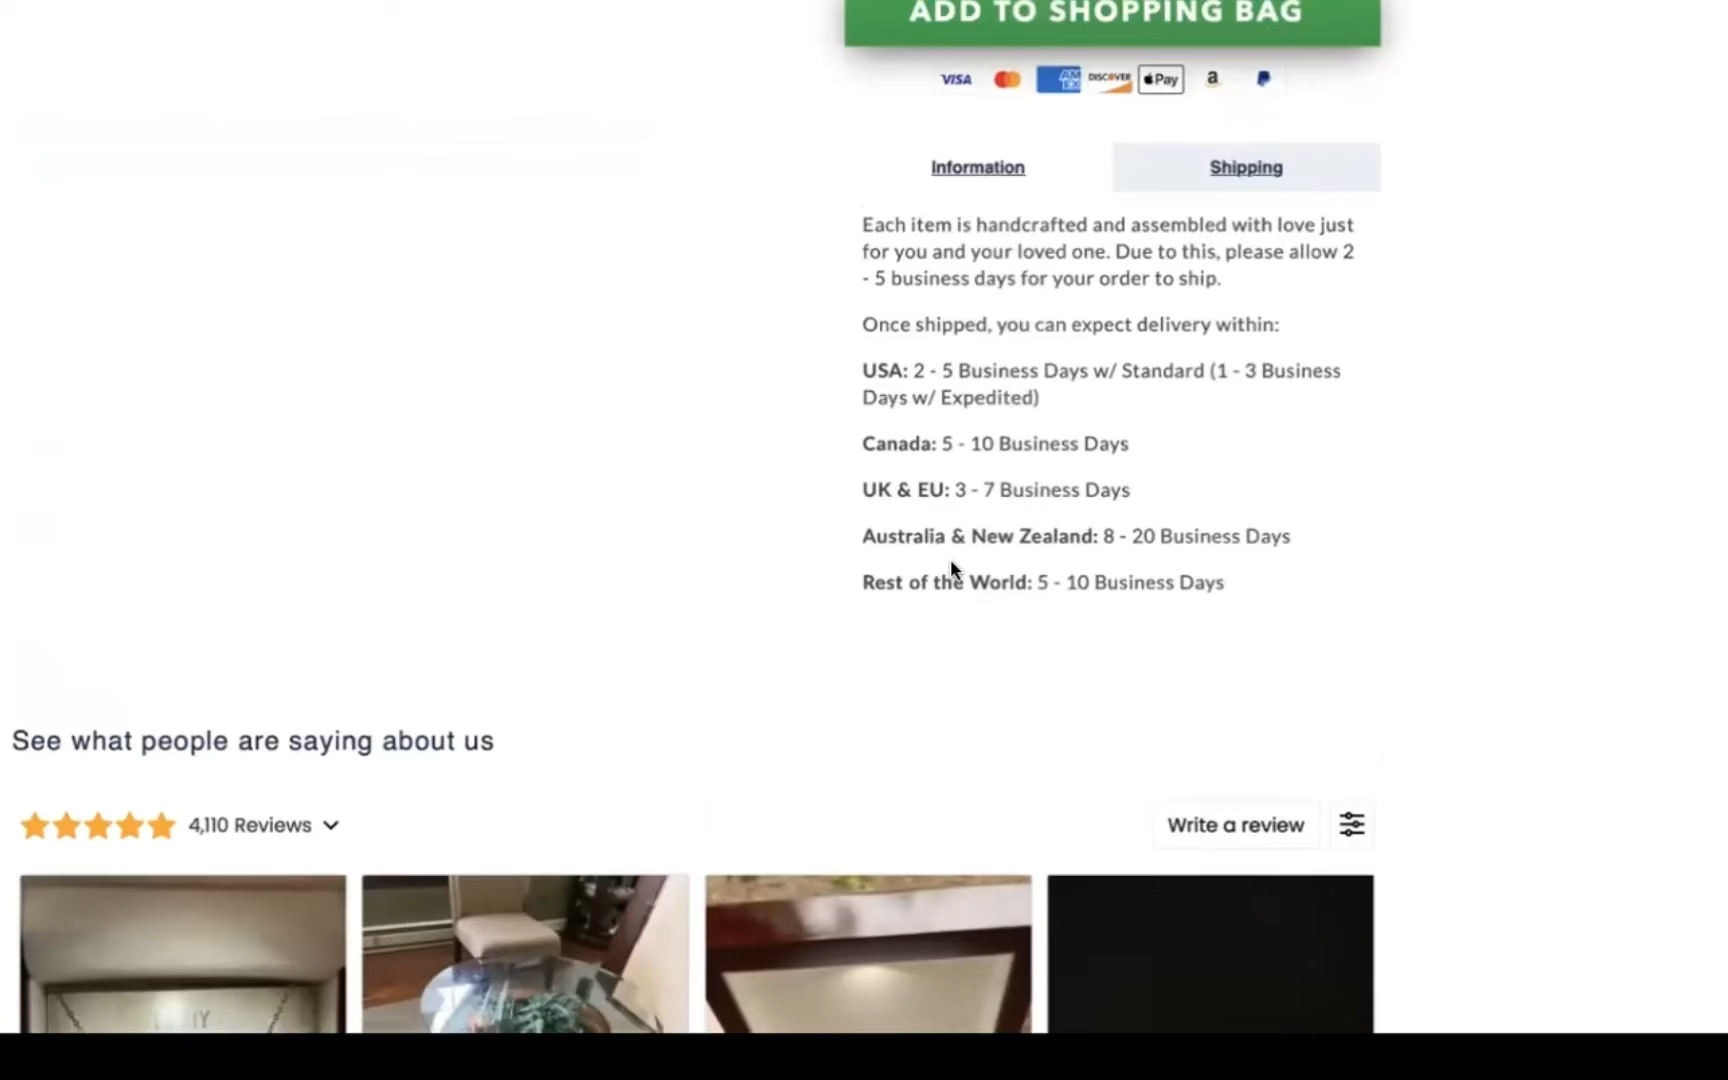 ADD TO SHOPPING BAG
VISA
AM
EX
DISCOVER
Pay
a
Information
Shipping
Each item is handcrafted and assembled with love just
for you and your loved one. Due to this, please allow 2
- 5 business days for your order to ship.
Once shipped, you can expect delivery within:
USA: 2 - 5 Business Days w/ Standard (1 - 3 Business
Days w/ Expedited)
Canada: 5 - 10 Business Days
UK & EU: 3 - 7 Business Days
Australia & New Zealand: 8 - 20 Business Days
Rest of the World: 5 - 10 Business Days
See what people are saying about us
4,110 Reviews
Write a review